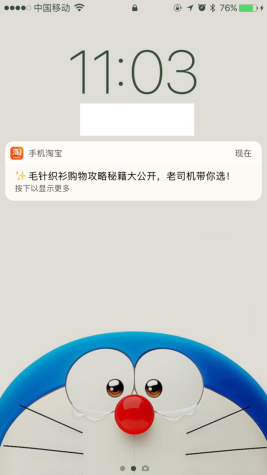 中国移动 76%
11:03
淘 手机淘宝 现在
✨毛针织衫购物攻略秘籍大公开，老司机带你选！
按下以显示更多